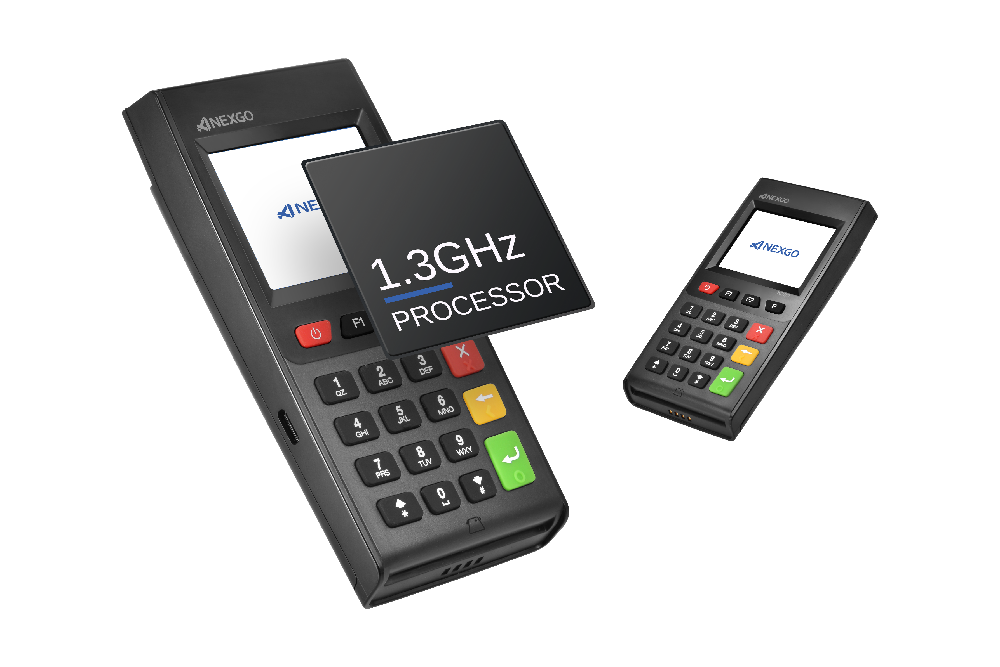 NEXGO
NE
1.3GHz
PROCESSOR
F1
1
QZ.
2
ABC
3
DEF
X
4
GHI
5
JKL
6
MNO
7
PRS
8
TUV
9
WXY
*
0
#
NEXGO
NEXGO
K300
F1
F2
F
1
QZ.
2
ABC
3
DEF
X
4
GHI
5
JKL
6
MNO
7
PRS
8
TUV
9
WXY
*
0
#